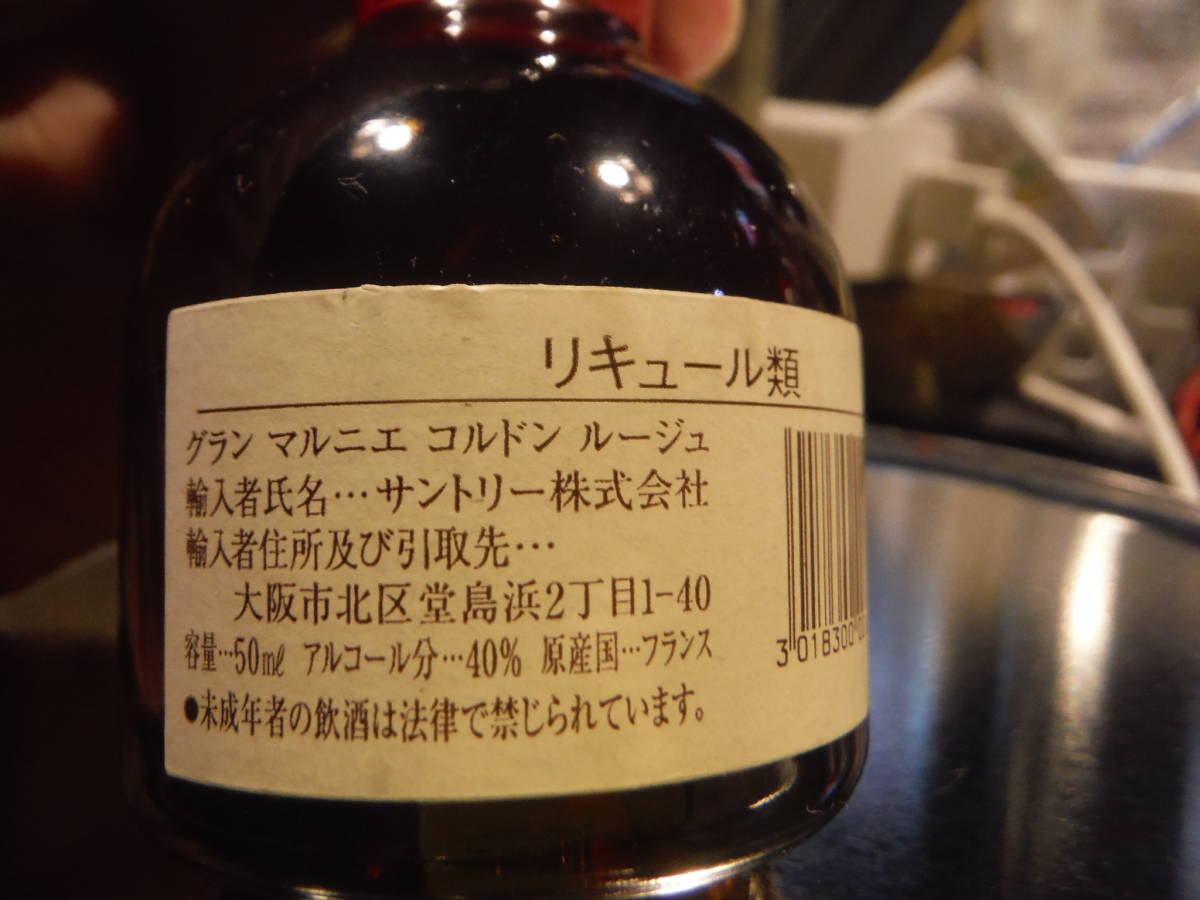 リキュール類
グラン マルニエ コルドン ルージュ
輸入者氏名…サントリー株式会社
輸入者住所及び引取先…
大阪市北区堂島浜2丁目1-40
容量…50ml アルコール分…40% 原産国…フランス
●未成年者の飲酒は法律で禁じられています。
3 018300